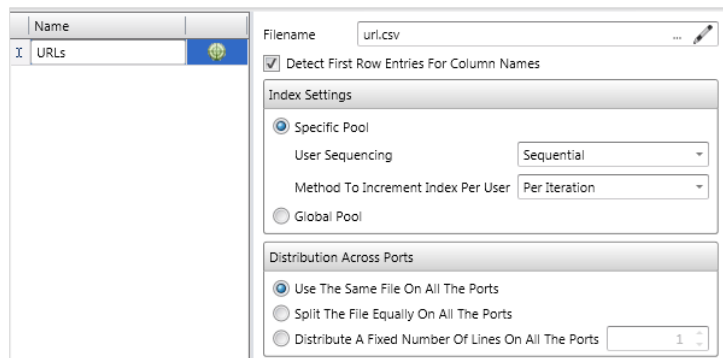 Name
URLs
Filename url.csv ...
Detect First Row Entries For Column Names
Index Settings
Specific Pool
User Sequencing Sequential
Method To Increment Index Per User Per Iteration
Global Pool
Distribution Across Ports
Use The Same File On All The Ports
Split The File Equally On All The Ports
Distribute A Fixed Number Of Lines On All The Ports 1